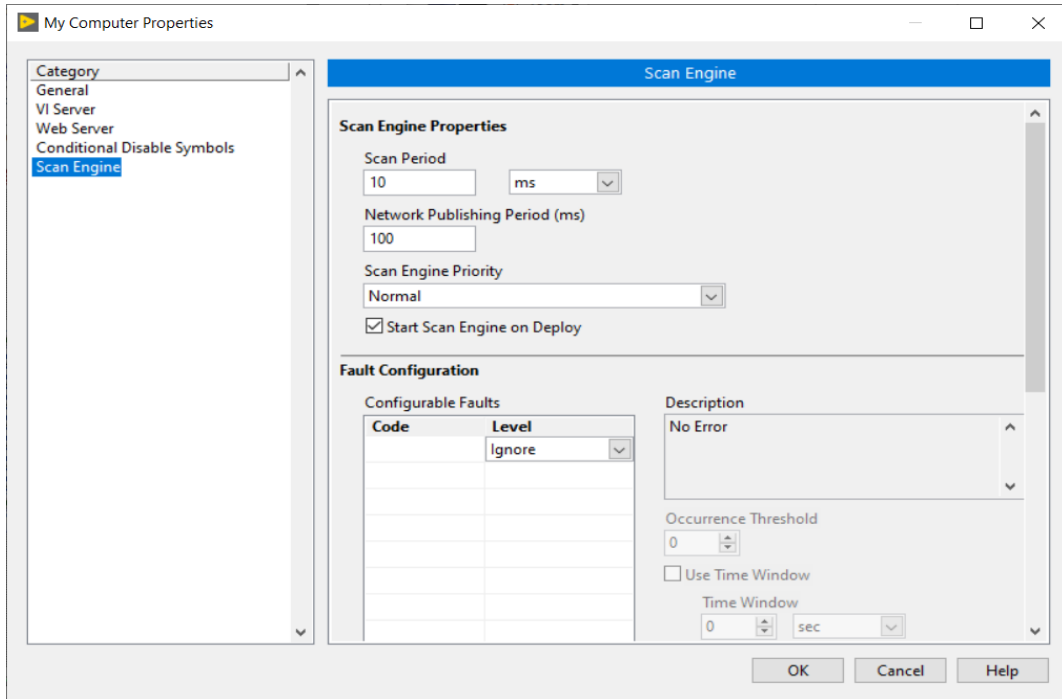 My Computer Properties
Category
General
VI Server
Web Server
Conditional Disable Symbols
Scan Engine
Scan Engine
Scan Engine Properties
Scan Period
10 ms
Network Publishing Period (ms)
100
Scan Engine Priority
Normal
Start Scan Engine on Deploy
Fault Configuration
Configurable Faults
Code Level
Ignore
Description
No Error
Occurrence Threshold
0
Use Time Window
Time Window
0 sec
OK Cancel Help